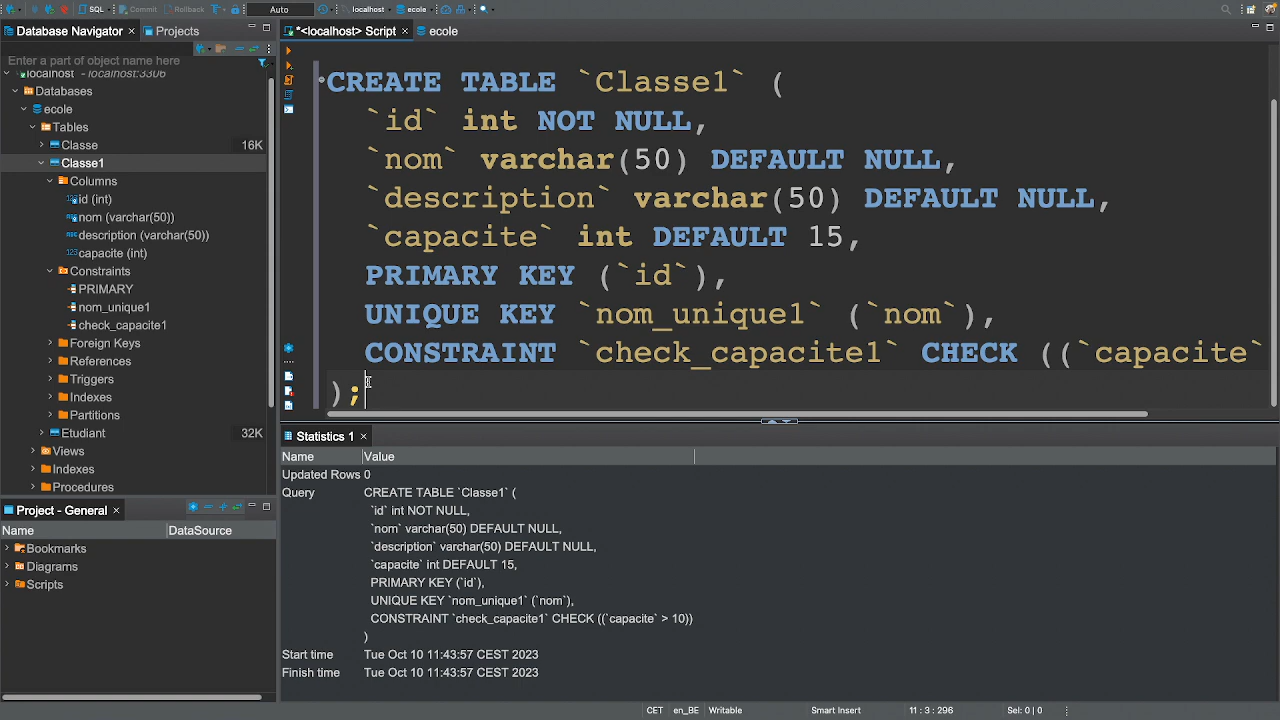 SQL Commit Rollback Auto localhost ecole
Database Navigator Projects
Enter a part of object name here
localhost - localhost:3306
Databases
ecole
Tables
Classe 16K
Classe1
Columns
id (int)
nom (varchar(50))
description (varchar(50))
capacite (int)
Constraints
PRIMARY
nom_unique1
check_capacite1
Foreign Keys
References
Triggers
Indexes
Partitions
Etudiant 32K
Views
Indexes
Procedures
Project - General
Name DataSource
Bookmarks
Diagrams
Scripts
*<localhost> Script ecole
CREATE TABLE `Classe1` (
`id` int NOT NULL,
`nom` varchar(50) DEFAULT NULL,
`description` varchar(50) DEFAULT NULL,
`capacite` int DEFAULT 15,
PRIMARY KEY (`id`),
UNIQUE KEY `nom_unique1` (`nom`),
CONSTRAINT `check_capacite1` CHECK ((`capacite`
);
Statistics 1
Name Value
Updated Rows 0
Query CREATE TABLE `Classe1` (
`id` int NOT NULL,
`nom` varchar(50) DEFAULT NULL,
`description` varchar(50) DEFAULT NULL,
`capacite` int DEFAULT 15,
PRIMARY KEY (`id`),
UNIQUE KEY `nom_unique1` (`nom`),
CONSTRAINT `check_capacite1` CHECK ((`capacite` > 10))
)
Start time Tue Oct 10 11:43:57 CEST 2023
Finish time Tue Oct 10 11:43:57 CEST 2023
CET en_BE Writable Smart Insert 11 : 3 : 296 Sel: 0 | 0